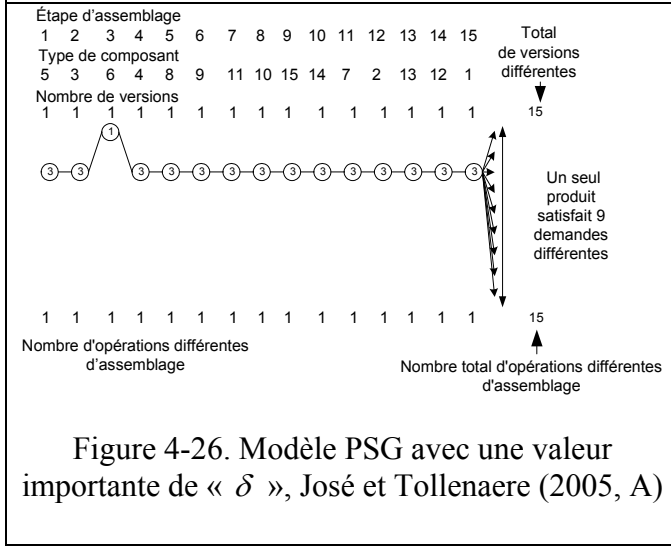 Étape d'assemblage
1 2 3 4 5 6 7 8 9 10 11 12 13 14 15
Type de composant
5 3 6 4 8 9 11 10 15 14 7 2 13 12 1
Nombre de versions
1 1 1 1 1 1 1 1 1 1 1 1 1 1 1
Total
de versions
différentes
15
1
3 3 3 3 3 3 3 3 3 3 3 3 3 3
Un seul
produit
satisfait 9
demandes
différentes
1 1 1 1 1 1 1 1 1 1 1 1 1 1 1 15
Nombre d'opérations différentes
d'assemblage
Nombre total d'opérations différentes
d'assemblage
Figure 4-26. Modèle PSG avec une valeur
importante de « δ », José et Tollenaere (2005, A)